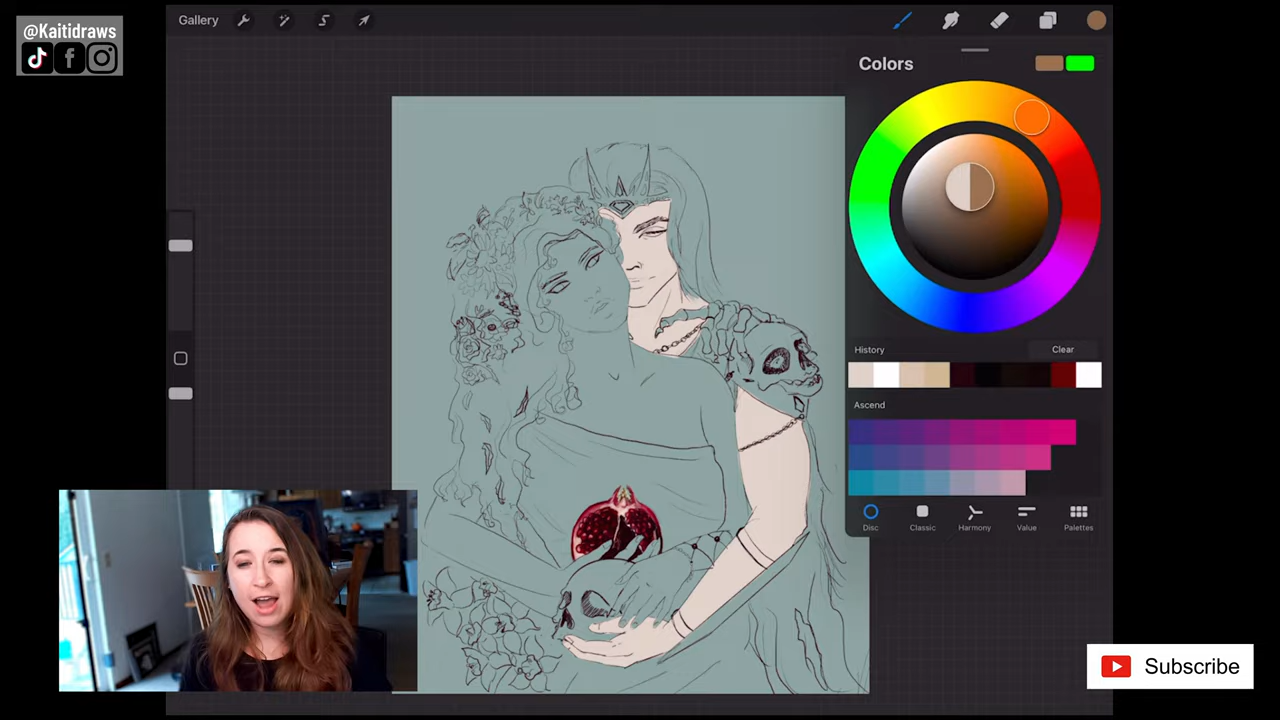 @Kaitidraws
Gallery
Colors
History
Clear
Ascend
Disc
Classic
Harmony
Value
Palettes
Subscribe